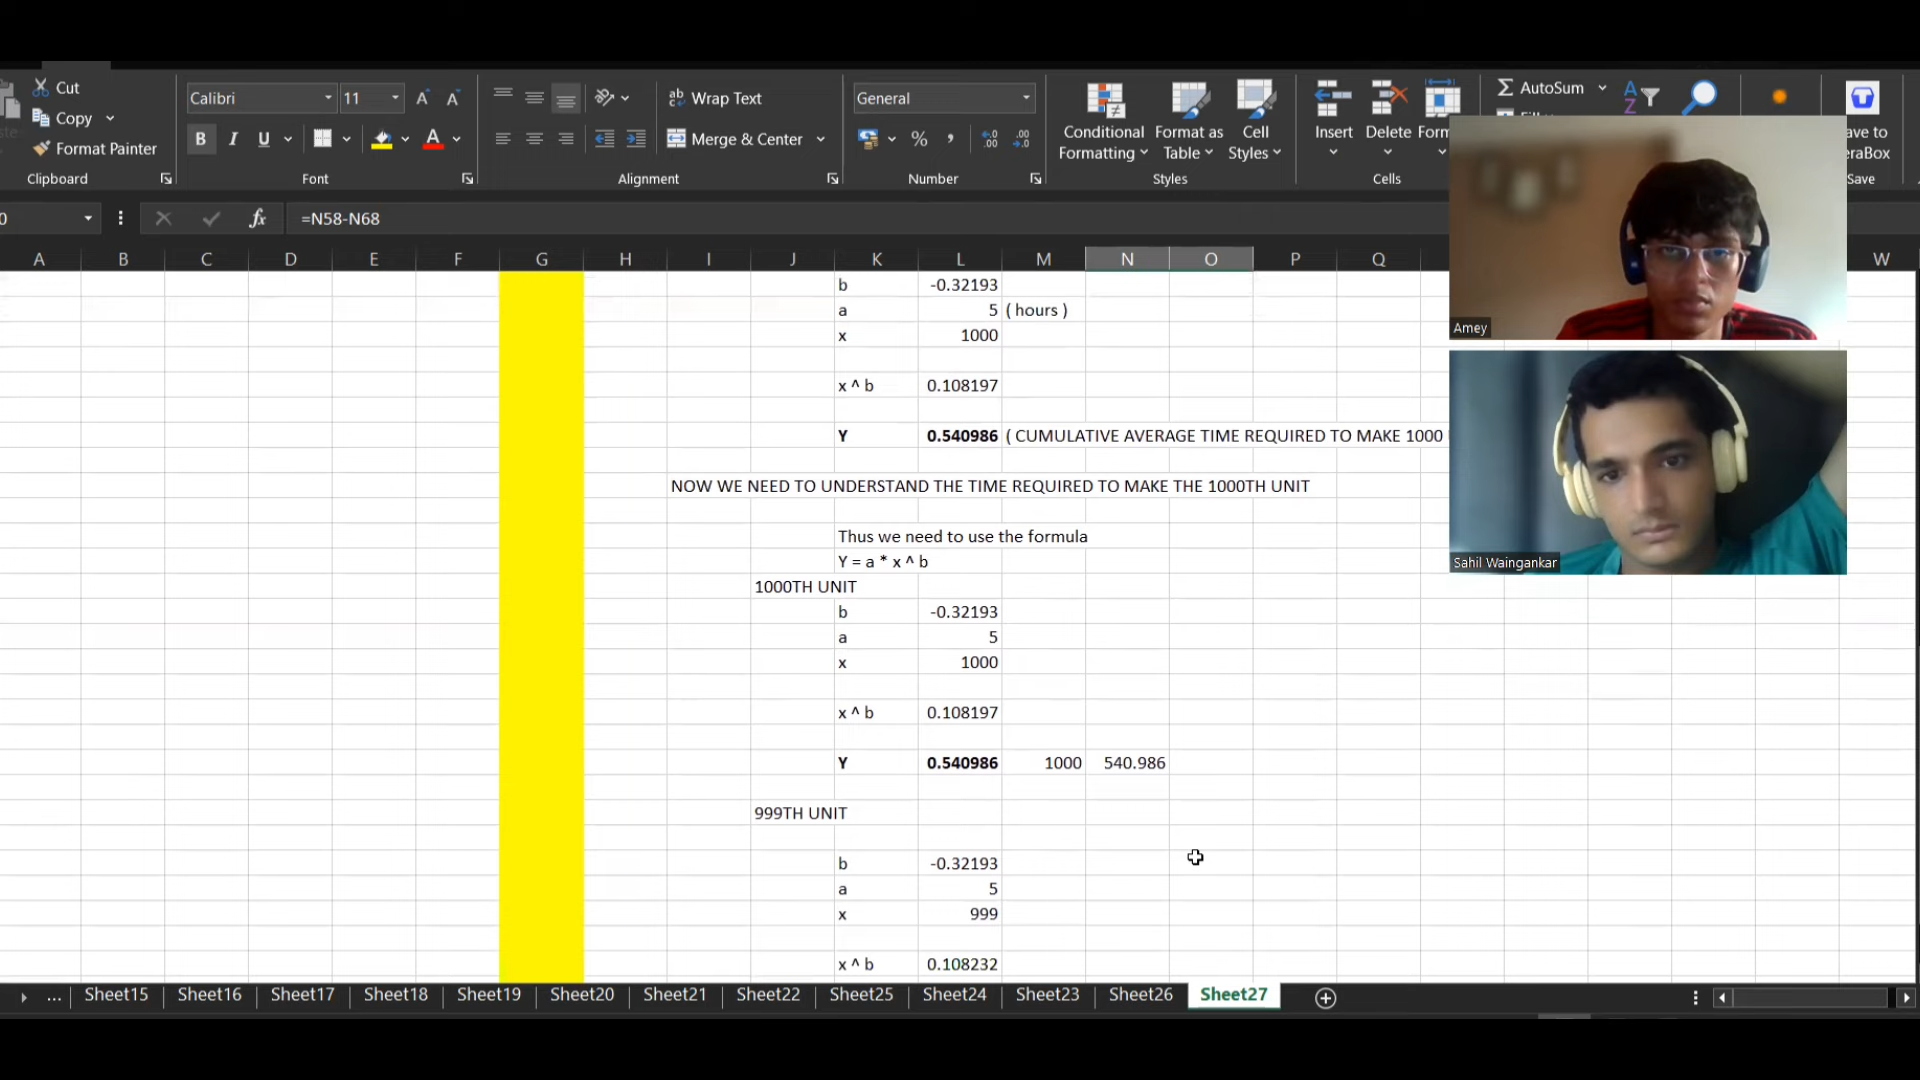 Cut
Copy
Format Painter
Clipboard
Calibri
11
B I U
Font
ab Wrap Text
Merge & Center
Alignment
General
% ,
Number
Conditional Formatting
Format as Table
Cell Styles
Styles
Insert
Delete
Form
Cells
AutoSum
Save
0
fx
=N58-N68
A B C D E F G H I J K L M N O P Q W
b -0.32193
a 5 ( hours )
x 1000
x ^ b 0.108197
Y 0.540986 ( CUMULATIVE AVERAGE TIME REQUIRED TO MAKE 1000
NOW WE NEED TO UNDERSTAND THE TIME REQUIRED TO MAKE THE 1000TH UNIT
Thus we need to use the formula
Y = a * x ^ b
1000TH UNIT
b -0.32193
a 5
x 1000
x ^ b 0.108197
Y 0.540986 1000 540.986
999TH UNIT
b -0.32193
a 5
x 999
x ^ b 0.108232
Amey
Sahil Waingankar
... Sheet15 Sheet16 Sheet17 Sheet18 Sheet19 Sheet20 Sheet21 Sheet22 Sheet25 Sheet24 Sheet23 Sheet26 Sheet27